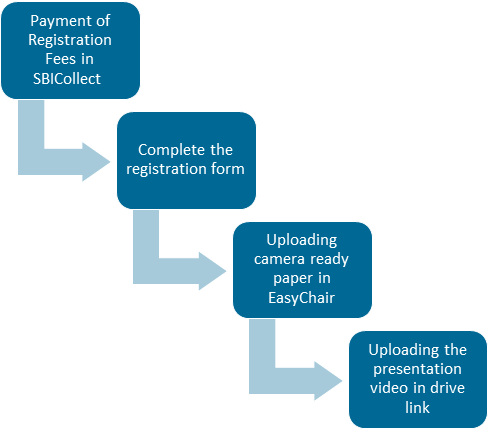 Payment of
Registration
Fees in
SBICollect
Complete the
registration form
Uploading
camera ready
paper in
EasyChair
Uploading the
presentation
video in drive
link